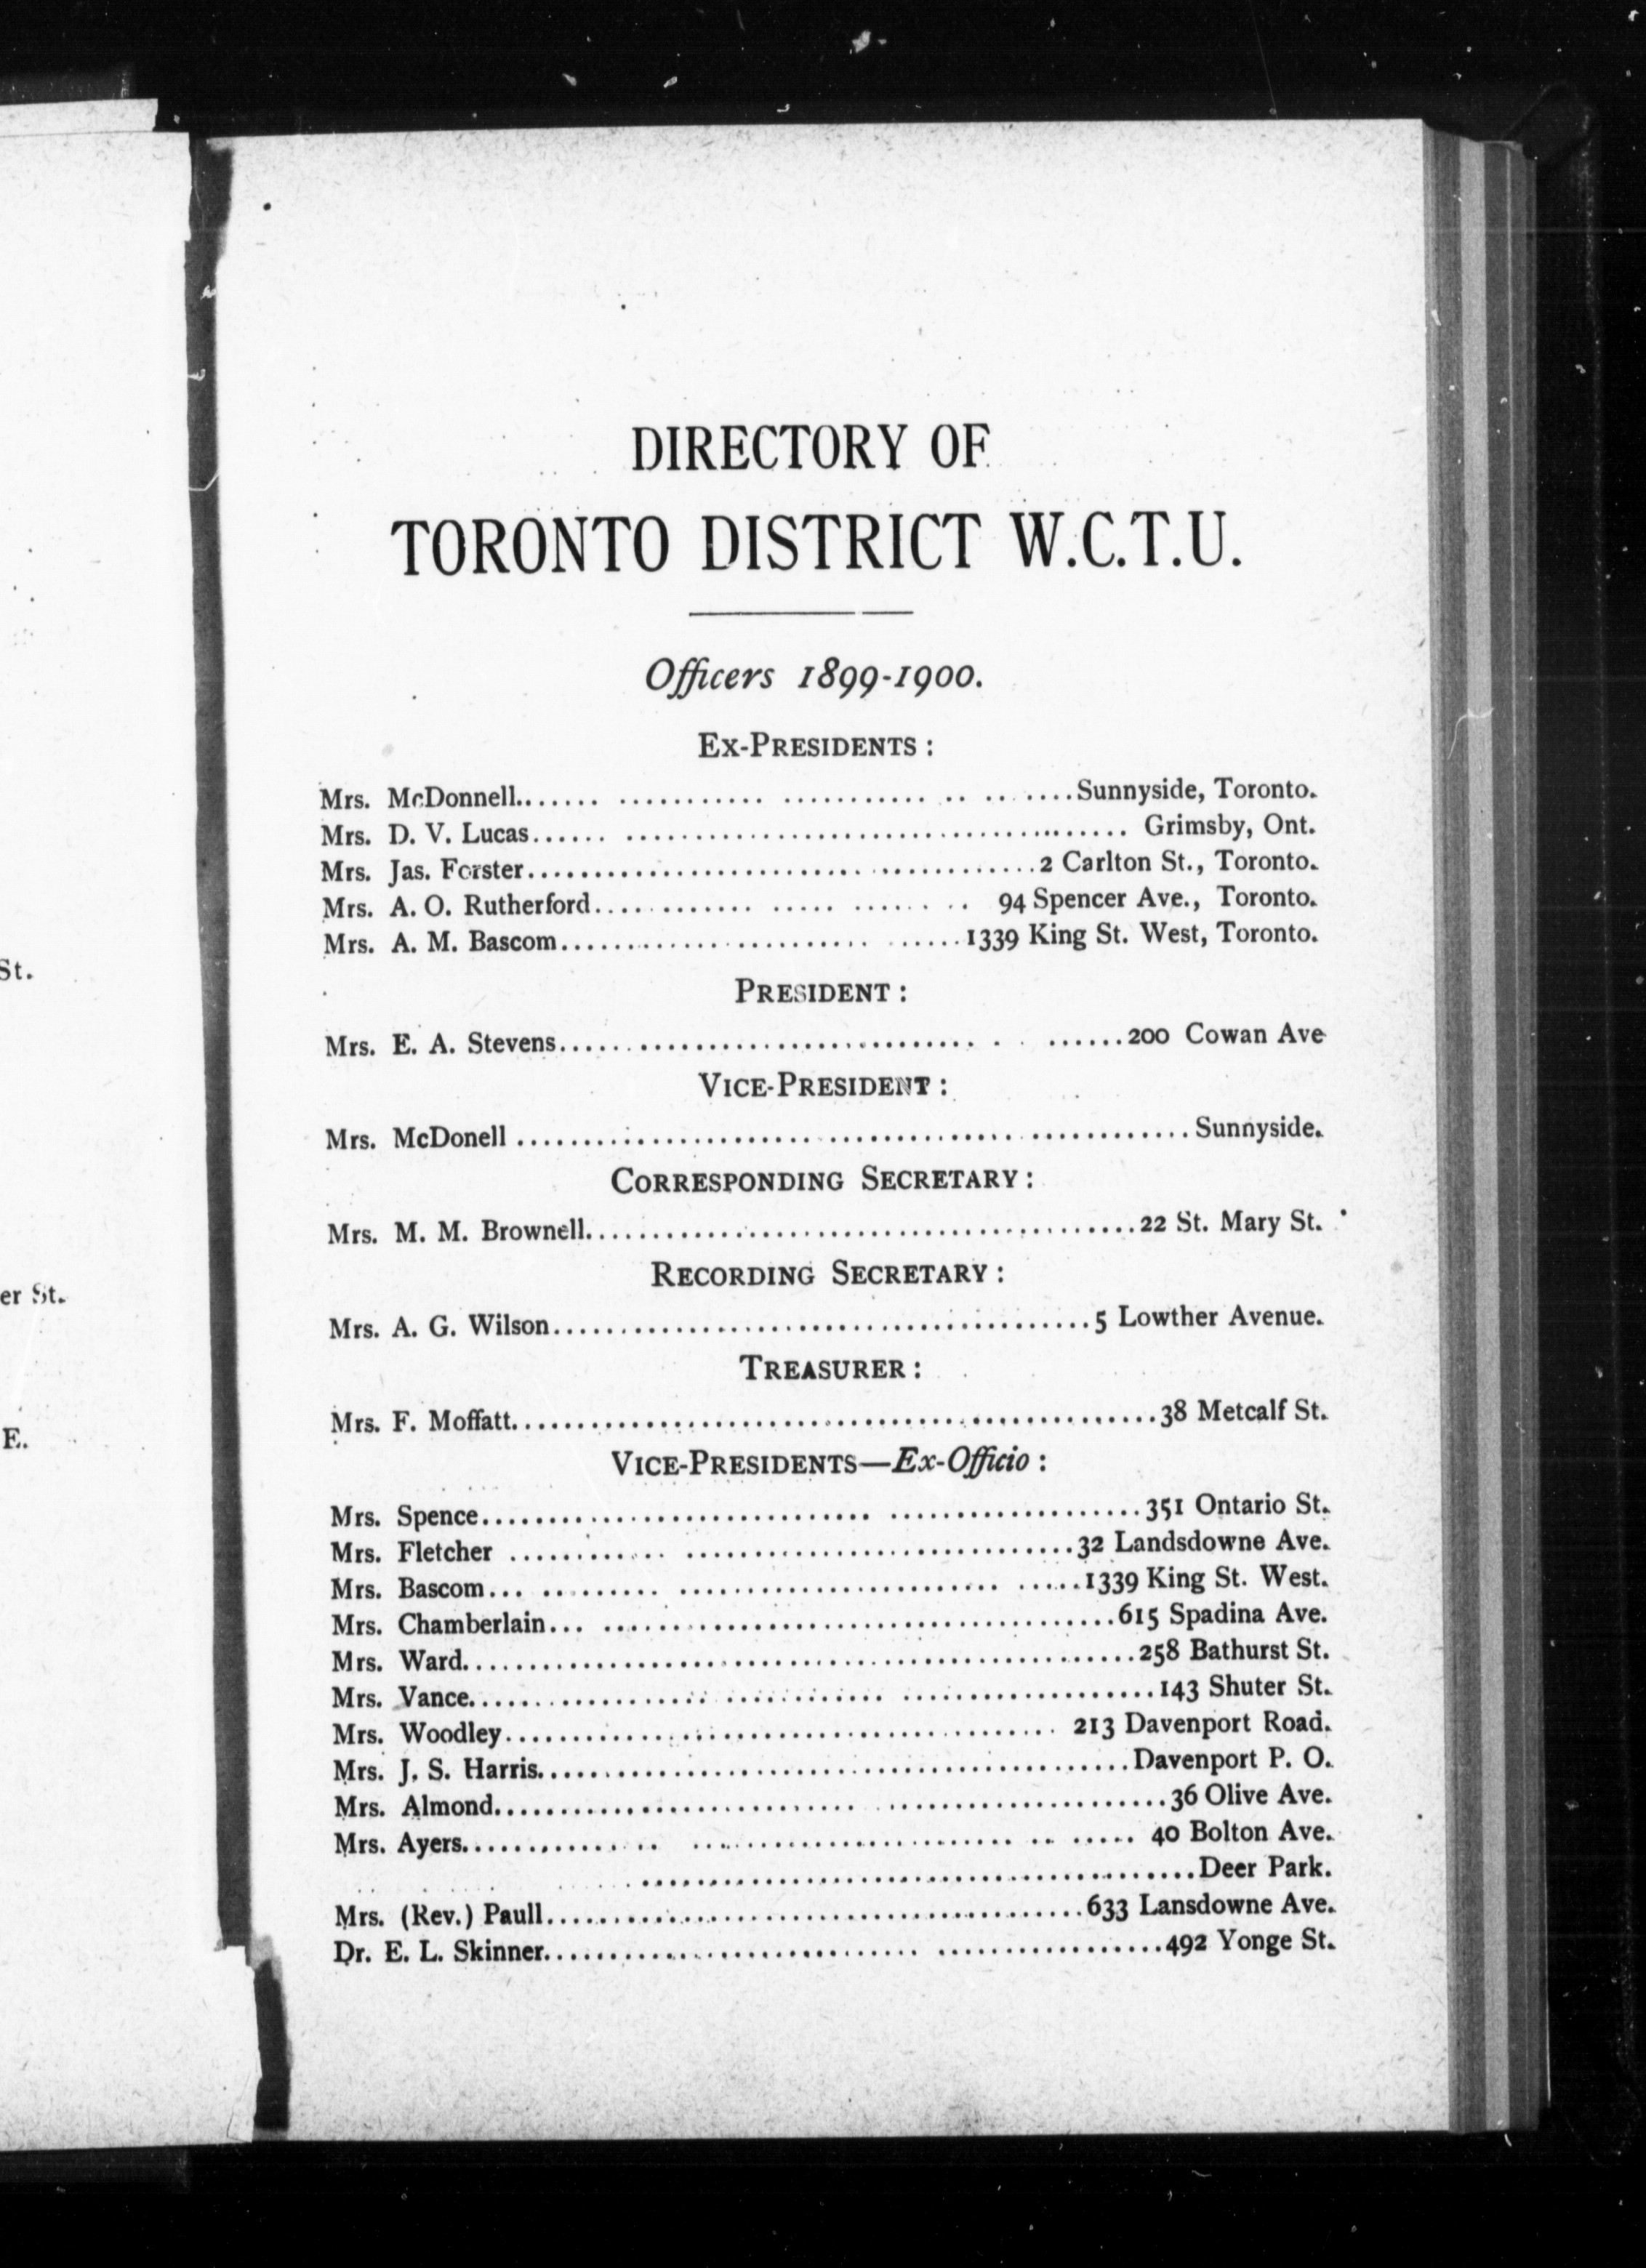 St.
er St.
E.
DIRECTORY OF
TORONTO DISTRICT W.C.T.U.
Officers 1899-1900.
EX-PRESIDENTS :
Mrs. McDonnell.......Sunnyside, Toronto.
Mrs. D. V. Lucas....... Grimsby, Ont.
Mrs. Jas. Forster.......2 Carlton St., Toronto.
Mrs. A. O. Rutherford....... 94 Spencer Ave., Toronto.
Mrs. A. M. Bascom.......1339 King St. West, Toronto.
PRESIDENT :
Mrs. E. A. Stevens.......200 Cowan Ave
VICE-PRESIDENT :
Mrs. McDonell .......Sunnyside.
CORRESPONDING SECRETARY :
Mrs. M. M. Brownell.......22 St. Mary St.
RECORDING SECRETARY :
Mrs. A. G. Wilson.......5 Lowther Avenue.
TREASURER :
Mrs. F. Moffatt.......38 Metcalf St.
VICE-PRESIDENTS—Ex-Officio :
Mrs. Spence.......351 Ontario St.
Mrs. Fletcher .......32 Landsdowne Ave.
Mrs. Bascom.......1339 King St. West.
Mrs. Chamberlain.......615 Spadina Ave.
Mrs. Ward.......258 Bathurst St.
Mrs. Vance.......143 Shuter St.
Mrs. Woodley....... 213 Davenport Road.
Mrs. J. S. Harris.......Davenport P. O.
Mrs. Almond.......36 Olive Ave.
Mrs. Ayers....... 40 Bolton Ave.
.......Deer Park.
Mrs. (Rev.) Paull.......633 Lansdowne Ave.
Dr. E. L. Skinner.......492 Yonge St.